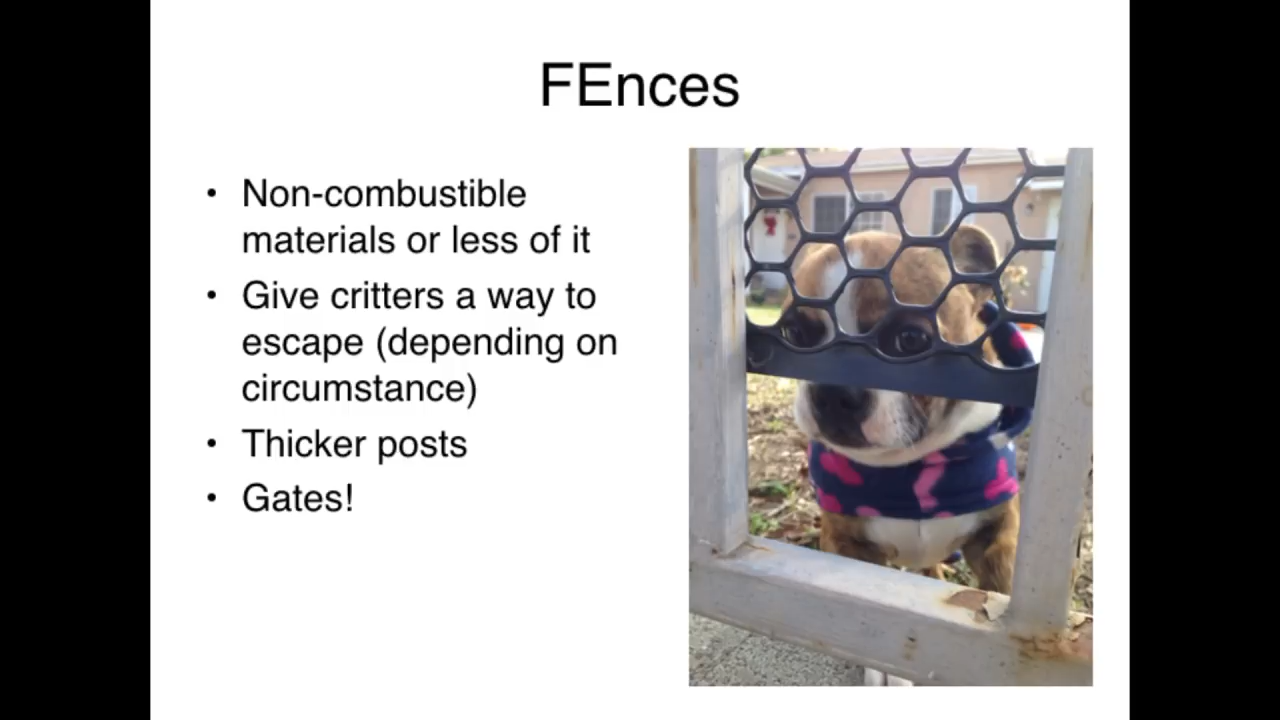 FEnces
• Non-combustible
materials or less of it
• Give critters a way to
escape (depending on
circumstance)
• Thicker posts
• Gates!